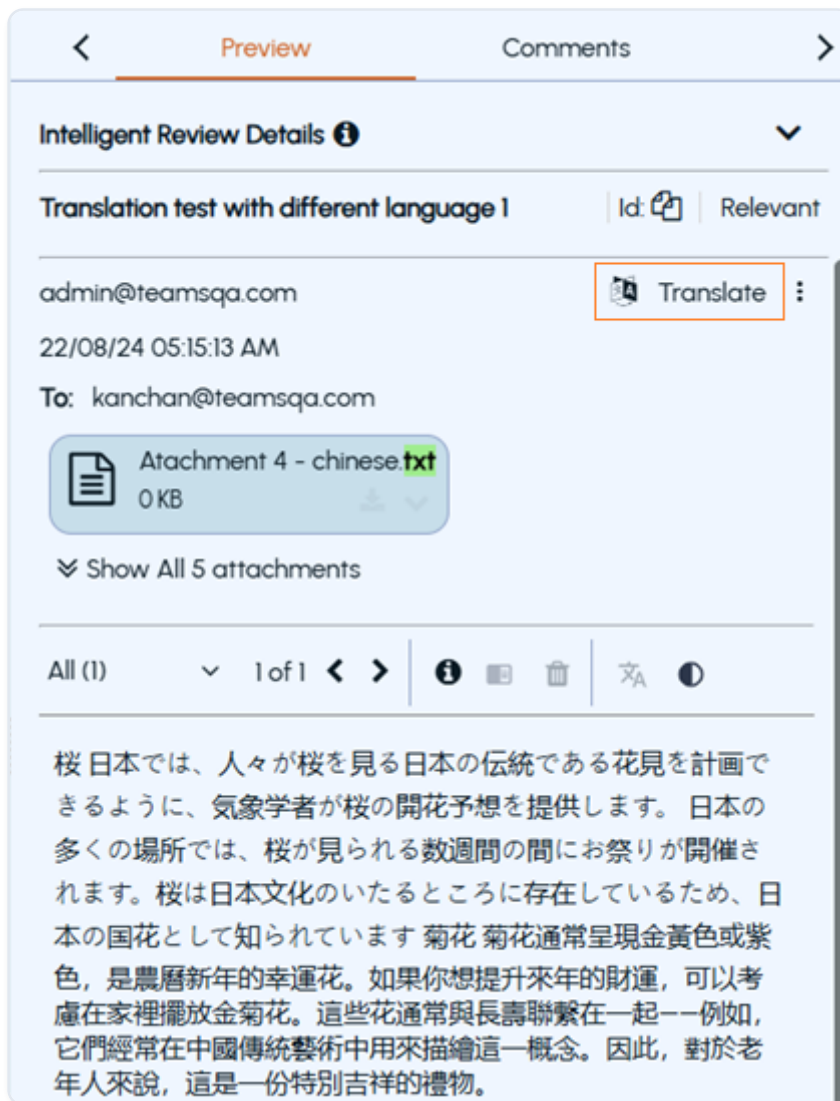 Preview Comments
Intelligent Review Details
Translation test with different language 1 Id: Relevant
admin@teamsqa.com Translate
22/08/24 05:15:13 AM
To: kanchan@teamsqa.com
Atachment 4 - chinese.txt
0 KB
Show All 5 attachments
All (1) 1 of 1
桜 日本では、人々が桜を見る日本の伝統である花見を計画で
きるように、気象学者が桜の開花予想を提供します。 日本の
多くの場所では、桜が見られる数週間の間にお祭りが開催さ
れます。桜は日本文化のいたるところに存在しているため、日
本の国花として知られています 菊花 菊花通常呈現金黃色或紫
色，是農曆新年的幸運花。如果你想提升來年的財運，可以考
慮在家裡擺放金菊花。這些花通常與長壽聯繫在一起——例如，
它們經常在中國傳統藝術中用來描繪這一概念。因此，對於老
年人來說，這是一份特別吉祥的禮物。